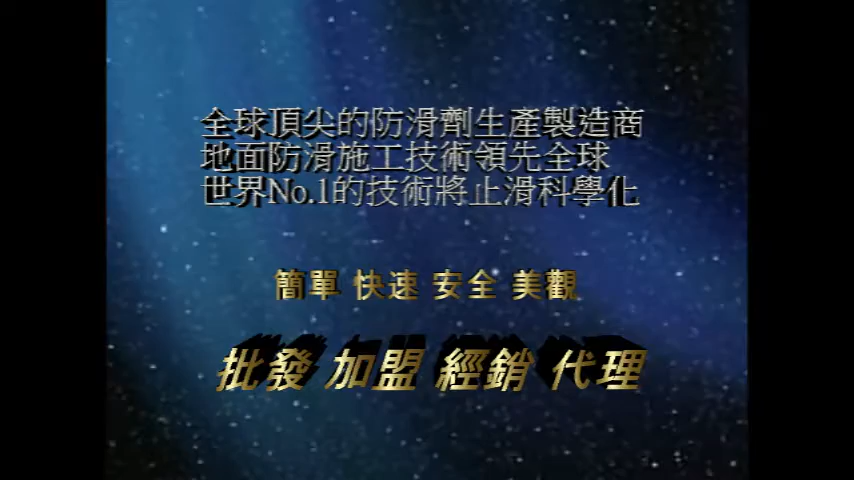 全球頂尖的防滑劑生產製造商
地面防滑施工技術領先全球
世界No.1的技術將止滑科學化
簡單 快速 安全 美觀
批發 加盟 經銷 代理